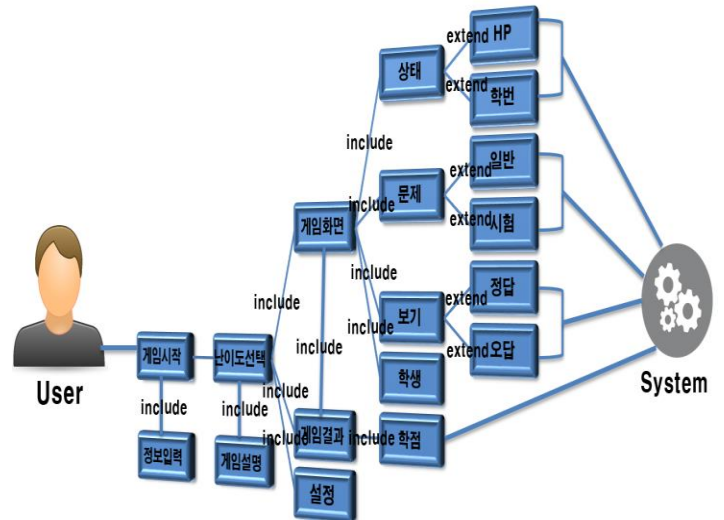 extend
HP
상태
extend
학번
include
extend
일반
문제
include
extend
시험
게임화면
include
정답
extend
include
보기
include
include
extend
오답
User
게임시작
난이도선택
학생
System
include
include
include
include
게임결과
include
학점
include
정보입력
게임설명
설정